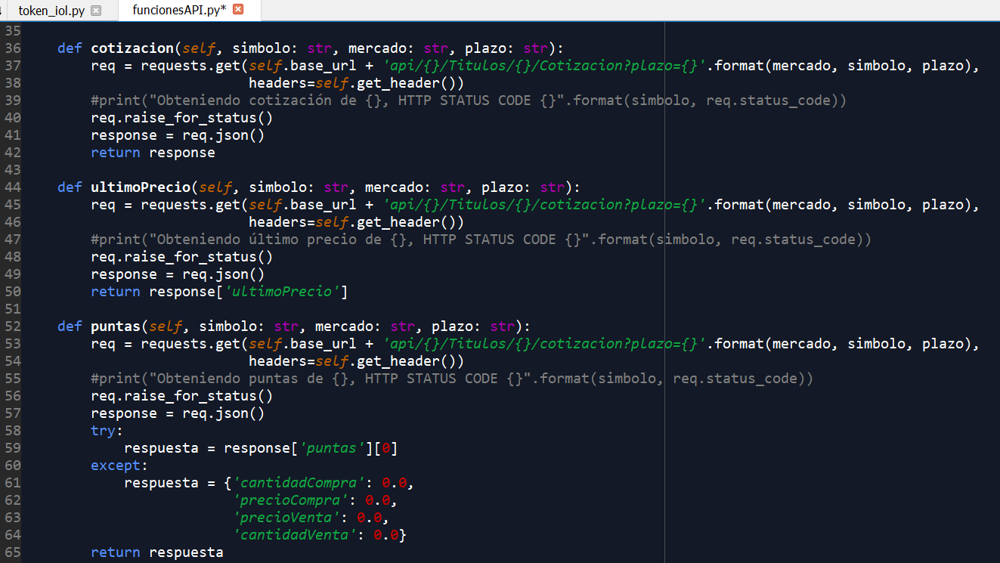 token_iol.py
funcionesAPI.py*
35
36 def cotizacion(self, simbolo: str, mercado: str, plazo: str):
37 req = requests.get(self.base_url + 'api/{}/Titulos/{}/Cotizacion?plazo={}'.format(mercado, simbolo, plazo),
38 headers=self.get_header())
39 #print("Obteniendo cotización de {}, HTTP STATUS CODE {}".format(simbolo, req.status_code))
40 req.raise_for_status()
41 response = req.json()
42 return response
43
44 def ultimoPrecio(self, simbolo: str, mercado: str, plazo: str):
45 req = requests.get(self.base_url + 'api/{}/Titulos/{}/cotizacion?plazo={}'.format(mercado, simbolo, plazo),
46 headers=self.get_header())
47 #print("Obteniendo último precio de {}, HTTP STATUS CODE {}".format(simbolo, req.status_code))
48 req.raise_for_status()
49 response = req.json()
50 return response['ultimoPrecio']
51
52 def puntas(self, simbolo: str, mercado: str, plazo: str):
53 req = requests.get(self.base_url + 'api/{}/Titulos/{}/cotizacion?plazo={}'.format(mercado, simbolo, plazo),
54 headers=self.get_header())
55 #print("Obteniendo puntas de {}, HTTP STATUS CODE {}".format(simbolo, req.status_code))
56 req.raise_for_status()
57 response = req.json()
58 try:
59 respuesta = response['puntas'][0]
60 except:
61 respuesta = {'cantidadCompra': 0.0,
62 'precioCompra': 0.0,
63 'precioVenta': 0.0,
64 'cantidadVenta': 0.0}
65 return respuesta